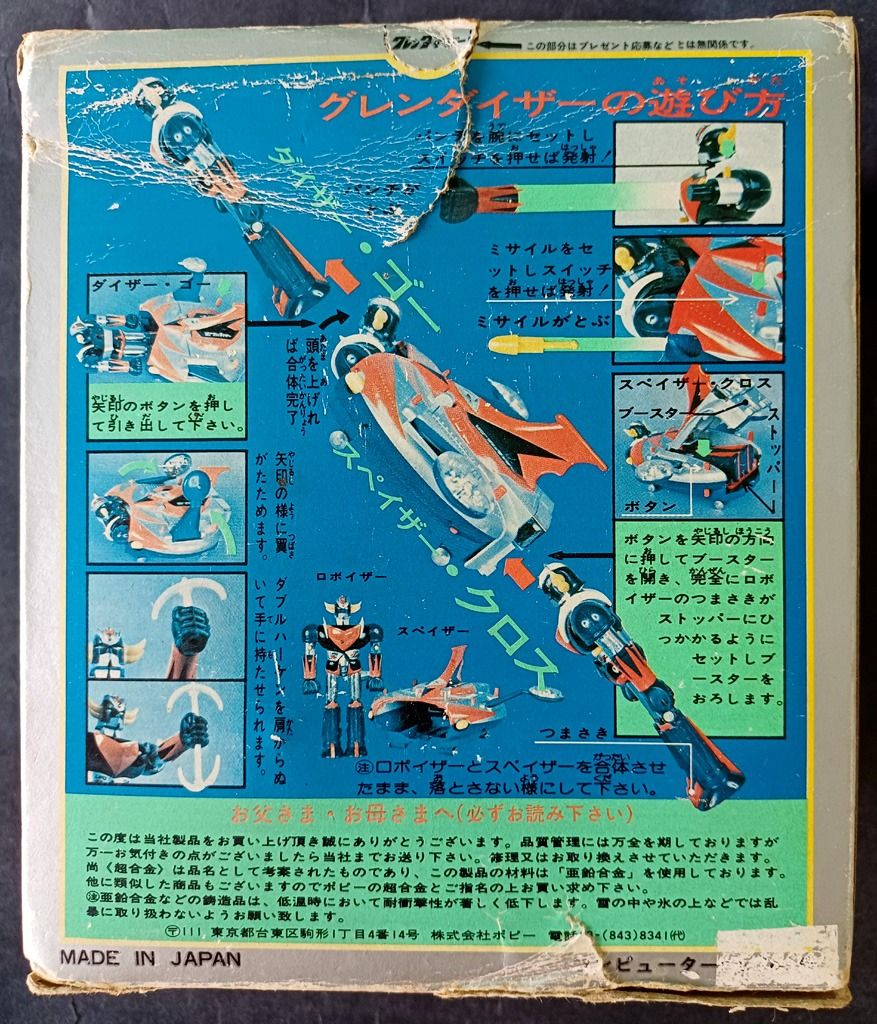 グレンダイザー
この部分はプレゼント応募などとは無関係です。
グレンダイザーの遊び方
パンチを腕にセットし
スイッチを押せば発射!
パンチが
とぶ
ダイザー・ゴー
ミサイルをセ
ットしスイッチ
を押せば発射!
ミサイルがとぶ
ダイザー・ゴー
矢印のボタンを押し
て引き出して下さい。
頭を上げれ
ば合体完了
スペイザー・クロス
ブースター
ストッパー
ボタン
ボタンを矢印の方向
に押してブースター
を開き、完全にロボ
イザーのつまさきが
ストッパーにひ
っかかるように
セットしブ
ースターを
おろします。
矢印の様に翼
がたためます。
スペイザー・クロス
ダブルハーケンを肩からぬ
いて手に持たせられます。
ロボイザー
スペイザー
つまさき
注ロボイザーとスペイザーを合体させ
たまま、落とさない様にして下さい。
お父さま・お母さまへ(必ずお読み下さい)
この度は当社製品をお買い上げ頂き誠にありがとうございます。品質管理には万全を期しておりますが
万一お気付きの点がございましたら当社までお送り下さい。修理又はお取り換えさせていただきます。
尚《超合金》は品名として考案されたものであり、この製品の材料は「亜鉛合金」を使用しております。
他に類似した商品もございますのでポピーの超合金とご指名の上お買い求め下さい。
注亜鉛合金などの鋳造品は、低温時において耐衝撃性が著しく低下します。雪の中や氷の上などでは乱
暴に取り扱わないようお願い致します。
〒111 東京都台東区駒形1丁目4番14号 株式会社ポピー 電話 -(843)8341(代)
MADE IN JAPAN
ンピューター